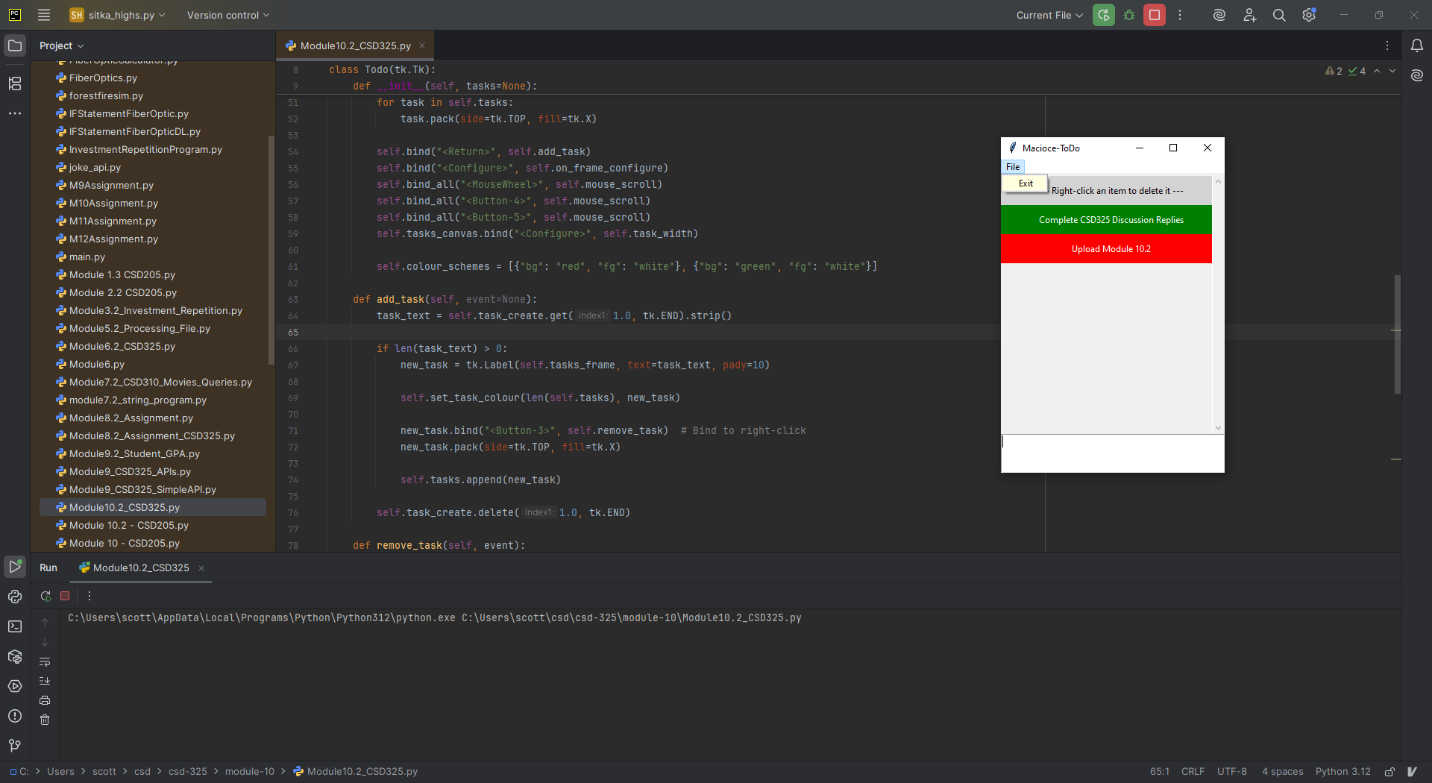 PC
SH sitka_highs.py Version control Current File
Project
FiberOpticCalculator.py
FiberOptics.py
forestfiresim.py
IFStatementFiberOptic.py
IFStatementFiberOpticDL.py
InvestmentRepetitionProgram.py
joke_api.py
M9Assignment.py
M10Assignment.py
M11Assignment.py
M12Assignment.py
main.py
Module 1.3 CSD205.py
Module 2.2 CSD205.py
Module3.2_Investment_Repetition.py
Module5.2_Processing_File.py
Module6.2_CSD325.py
Module6.py
Module7.2_CSD310_Movies_Queries.py
module7.2_string_program.py
Module8.2_Assignment.py
Module8.2_Assignment_CSD325.py
Module9.2_Student_GPA.py
Module9_CSD325_APIs.py
Module9_CSD325_SimpleAPI.py
Module10.2_CSD325.py
Module 10.2 - CSD205.py
Module 10 - CSD205.py
Module10.2_CSD325.py
2 4
8 class Todo(tk.Tk):
9 def __init__(self, tasks=None):
51 for task in self.tasks:
52 task.pack(side=tk.TOP, fill=tk.X)
53
54 self.bind("<Return>", self.add_task)
55 self.bind("<Configure>", self.on_frame_configure)
56 self.bind_all("<MouseWheel>", self.mouse_scroll)
57 self.bind_all("<Button-4>", self.mouse_scroll)
58 self.bind_all("<Button-5>", self.mouse_scroll)
59 self.tasks_canvas.bind("<Configure>", self.task_width)
60
61 self.colour_schemes = [{"bg": "red", "fg": "white"}, {"bg": "green", "fg": "white"}]
62
63 def add_task(self, event=None):
64 task_text = self.task_create.get( index1: 1.0, tk.END).strip()
65
66 if len(task_text) > 0:
67 new_task = tk.Label(self.tasks_frame, text=task_text, pady=10)
68
69 self.set_task_colour(len(self.tasks), new_task)
70
71 new_task.bind("<Button-3>", self.remove_task) # Bind to right-click
72 new_task.pack(side=tk.TOP, fill=tk.X)
73
74 self.tasks.append(new_task)
75
76 self.task_create.delete( index1: 1.0, tk.END)
77
78 def remove_task(self, event):
Macioce-ToDo
File
Exit
Right-click an item to delete it ---
Complete CSD325 Discussion Replies
Upload Module 10.2
Run Module10.2_CSD325
C:\Users\scott\AppData\Local\Programs\Python\Python312\python.exe C:\Users\scott\csd\csd-325\module-10\Module10.2_CSD325.py
C: > Users > scott > csd > csd-325 > module-10 > Module10.2_CSD325.py
65:1 CRLF UTF-8 4 spaces Python 3.12